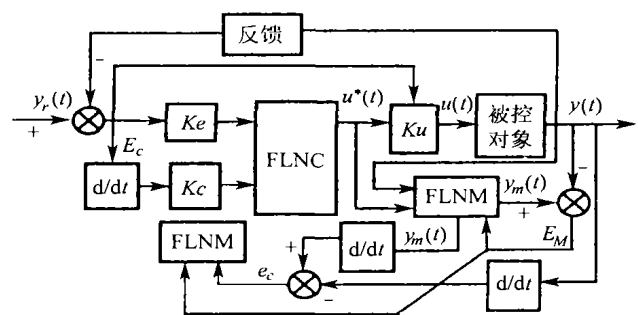 反馈
−
y_r(t)
+
E_c
Ke
d/dt
Kc
FLNC
u*(t)
Ku
u(t)
被控
对象
y(t)
−
FLNM
y_m(t)
+
E_M
FLNM
+
d/dt
y_m(t)
e_c
−
d/dt